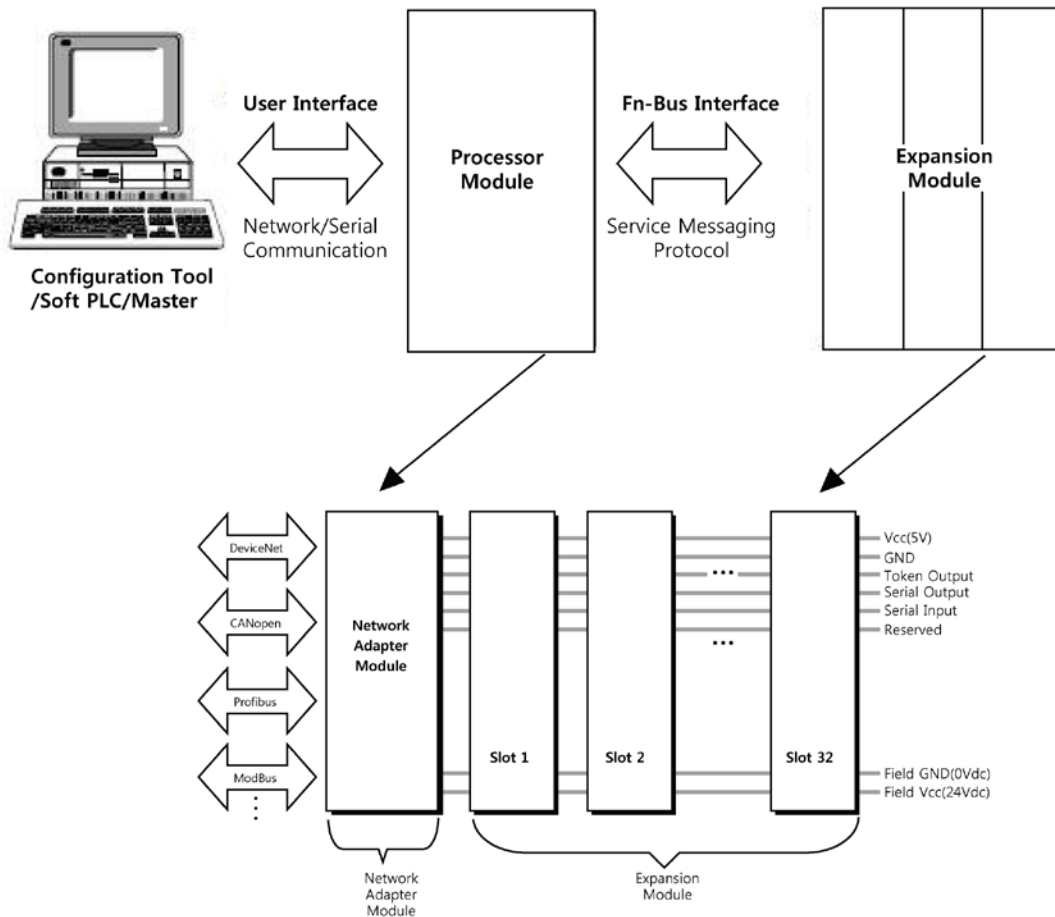 User Interface
Network/Serial
Communication
Configuration Tool
/Soft PLC/Master
Processor
Module
Fn-Bus Interface
Service Messaging
Protocol
Expansion
Module
DeviceNet
CANopen
Profibus
ModBus
Network
Adapter
Module
Slot 1
Slot 2
Slot 32
Vcc(5V)
GND
Token Output
Serial Output
Serial Input
Reserved
Field GND(0Vdc)
Field Vcc(24Vdc)
Network
Adapter
Module
Expansion
Module